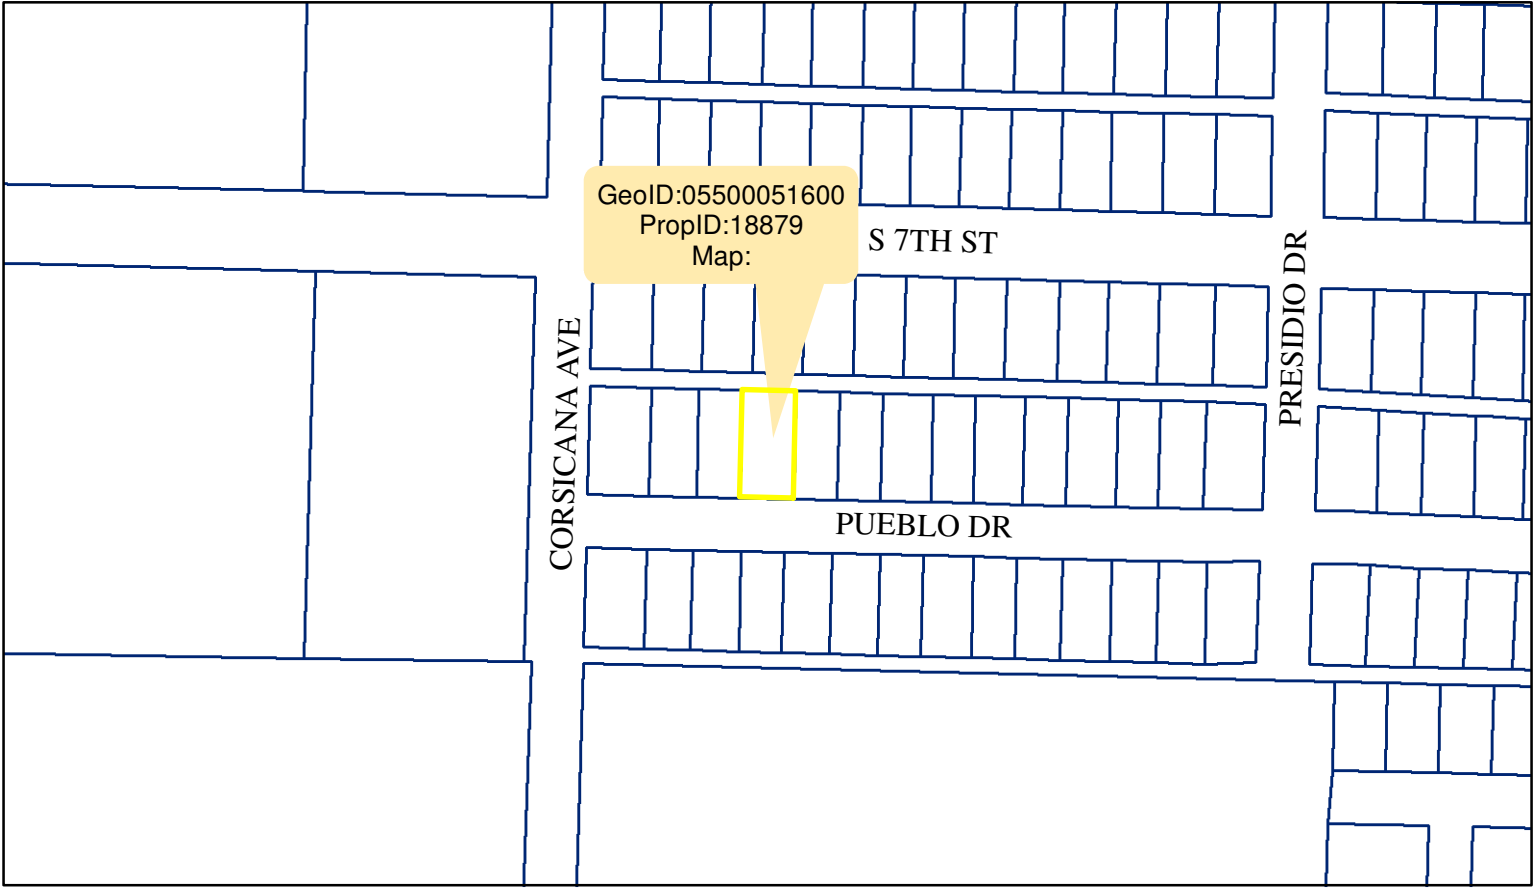 GeoID:05500051600
PropID:18879
Map:
S 7TH ST
PRESIDIO DR
CORSICANA AVE
PUEBLO DR